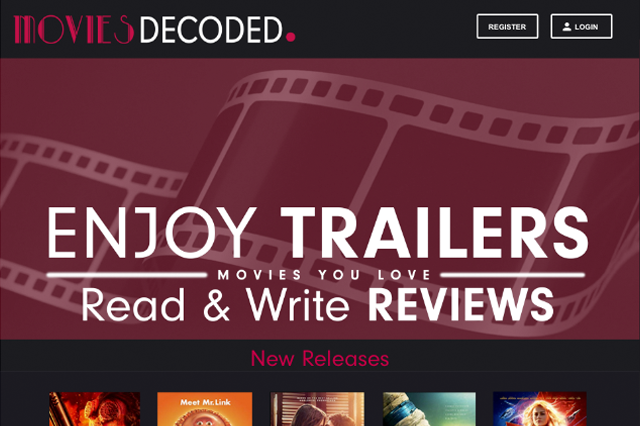 MOVIES DECODED.
REGISTER
LOGIN
ENJOY TRAILERS
MOVIES YOU LOVE
Read & Write REVIEWS
New Releases
Meet Mr. Link